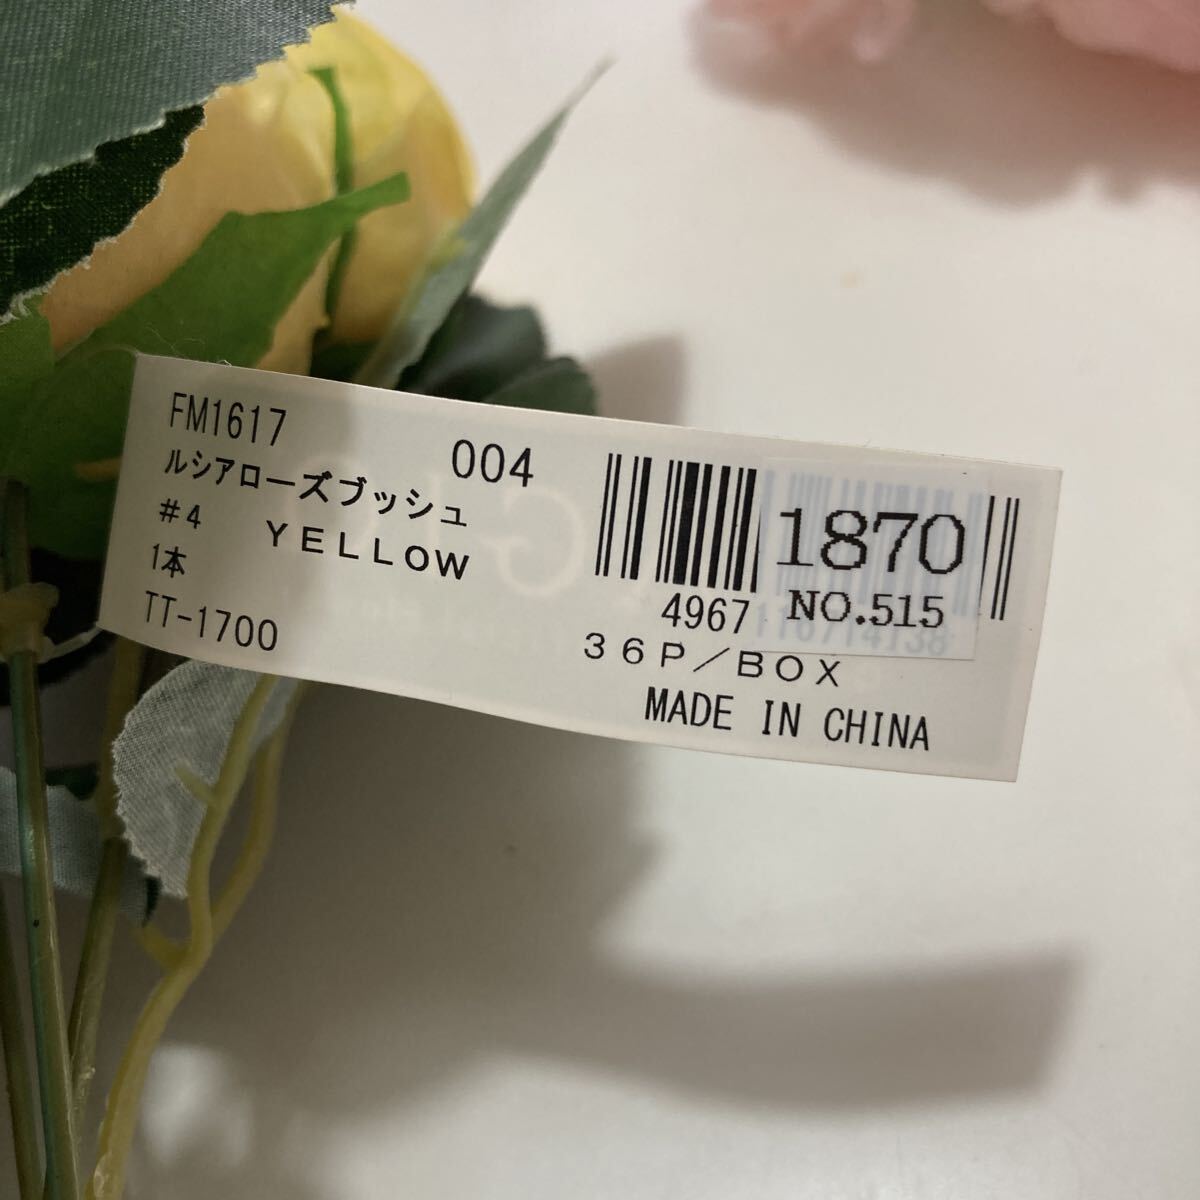 FM1617
004
ルシアローズブッシュ
#4 YELLOW
1本
TT-1700
1870
4967 NO.515
36P/BOX
MADE IN CHINA